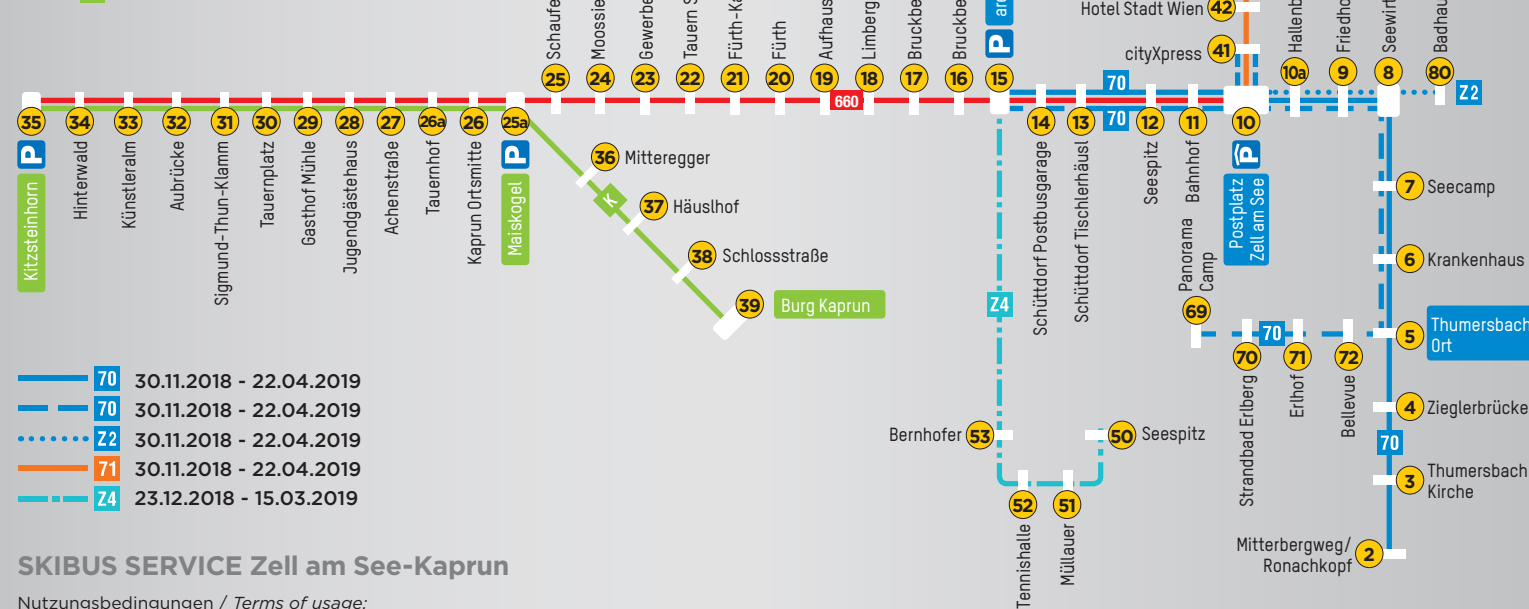 Hotel Stadt Wien 42
cityXpress 41
25
24
23
22
21
20
Fürth
19
18
17
16
15
P
10a
9
8
80
Z2
660
70
70
35
34
33
32
31
30
29
28
27
26a
26
25a
14
13
12
11
10
P
Kitzsteinhorn
Hinterwald
Künstleralm
Aubrücke
Sigmund-Thun-Klamm
Tauernplatz
Gasthof Mühle
Jugendgästehaus
Achenstraße
Tauernhof
Kaprun Ortsmitte
P
Maiskogel
Schüttdorf Postbusgarage
Schüttdorf Tischlerhäusl
Seespitz
Bahnhof
P
Postplatz
Zell am See
36 Mitteregger
K
37 Häuslhof
38 Schlossstraße
39 Burg Kaprun
Z4
Panorama
Camp
69
70
70
Strandbad Erlberg
71
Erlhof
72
Bellevue
7 Seecamp
6 Krankenhaus
5 Thumersbach
Ort
4 Zieglerbrücke
70
3 Thumersbach
Kirche
Mitterbergweg/
Ronachkopf 2
Bernhofer 53
50 Seespitz
52
Tennishalle
51
Müllauer
70 30.11.2018 - 22.04.2019
70 30.11.2018 - 22.04.2019
Z2 30.11.2018 - 22.04.2019
71 30.11.2018 - 22.04.2019
Z4 23.12.2018 - 15.03.2019
SKIBUS SERVICE Zell am See-Kaprun
Nutzungsbedingungen / Terms of usage: